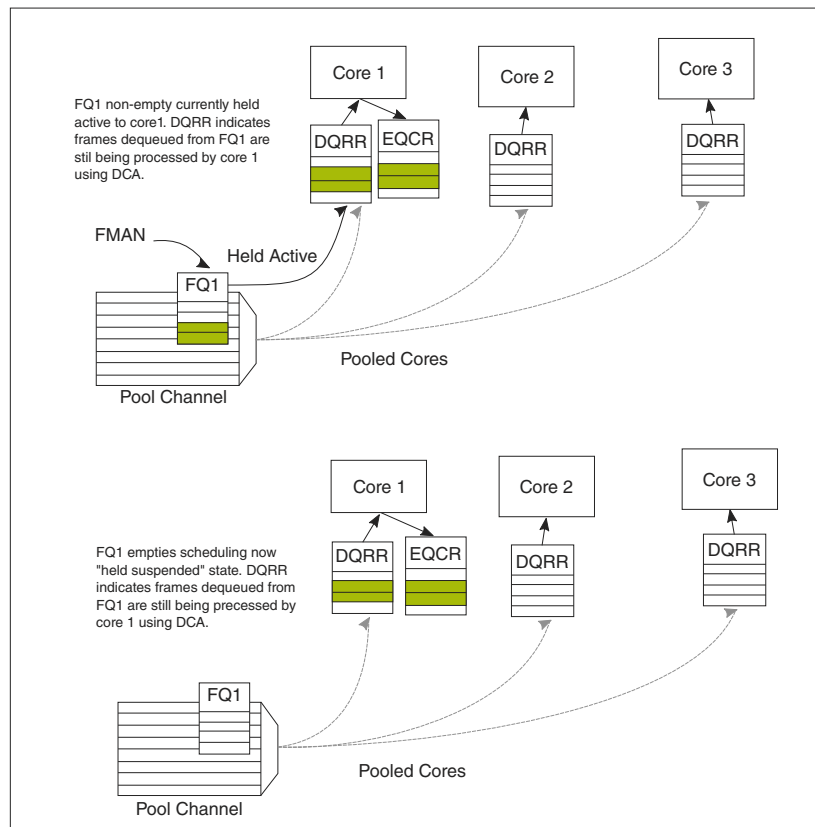 Core 1
Core 2
Core 3
FQ1 non-empty currently held
active to core1. DQRR indicates
frames dequeued from FQ1 are
stil being processed by core 1
using DCA.
DQRR
EQCR
DQRR
DQRR
FMAN
Held Active
FQ1
Pooled Cores
Pool Channel
Core 1
Core 2
Core 3
FQ1 empties scheduling now
"held suspended" state. DQRR
indicates frames dequeued from
FQ1 are still being precessed by
core 1 using DCA.
DQRR
EQCR
DQRR
DQRR
FQ1
Pooled Cores
Pool Channel